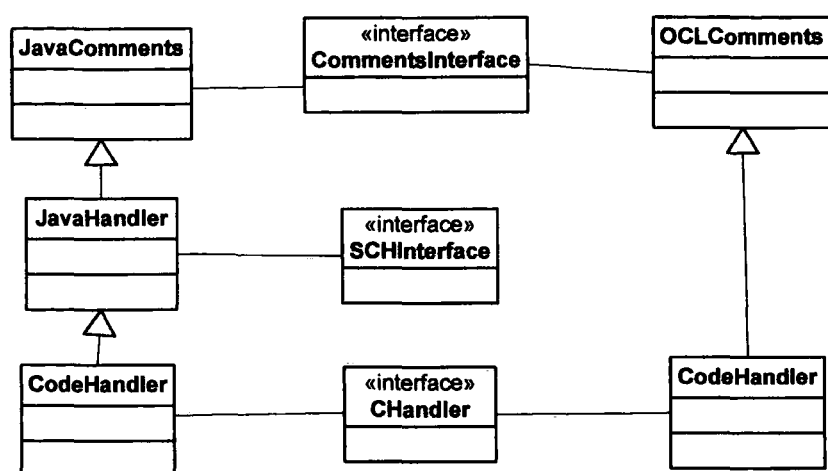 JavaComments
«interface»
CommentsInterface
OCLComments
JavaHandler
«interface»
SCHInterface
CodeHandler
«interface»
CHandler
CodeHandler